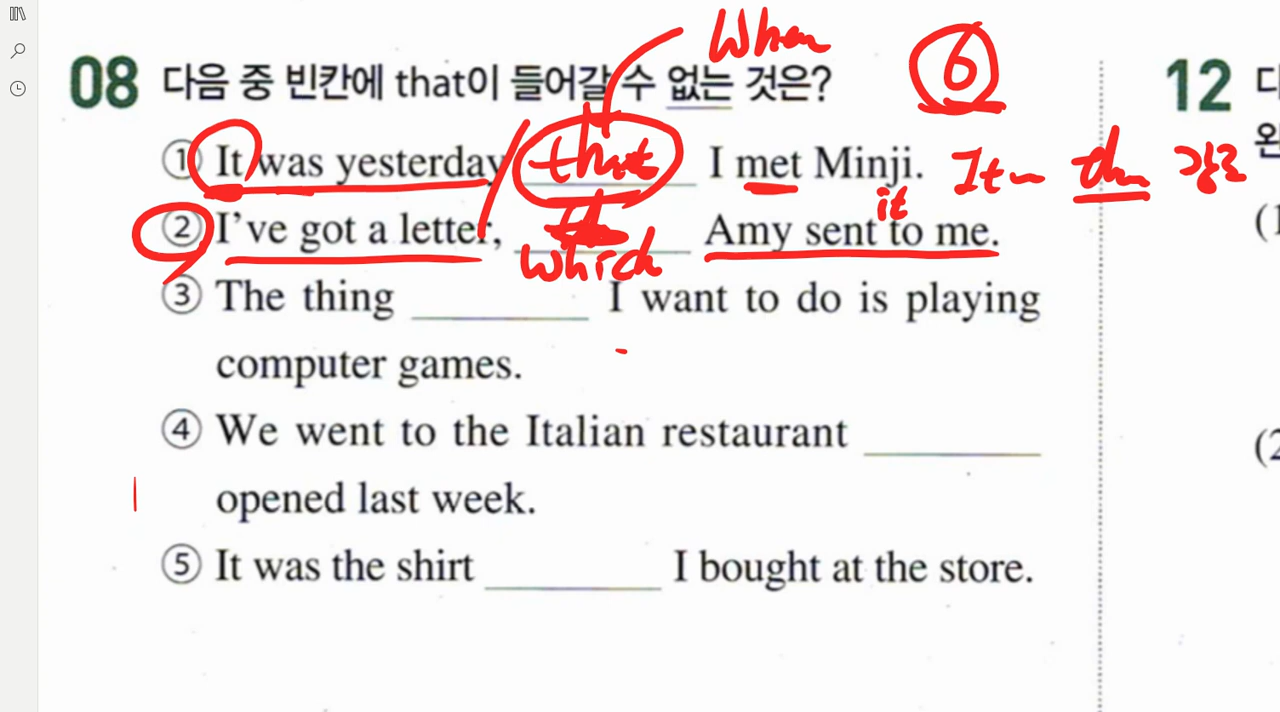 When
08 다음 중 빈칸에 that이 들어갈 수 없는 것은? 6 12 다
① It was yesterday that I met Minji. It~ 강조
it
② I've got a letter, Amy sent to me. (1
which
③ The thing ________ I want to do is playing
computer games.
④ We went to the Italian restaurant ________
(2
opened last week.
⑤ It was the shirt ________ I bought at the store.